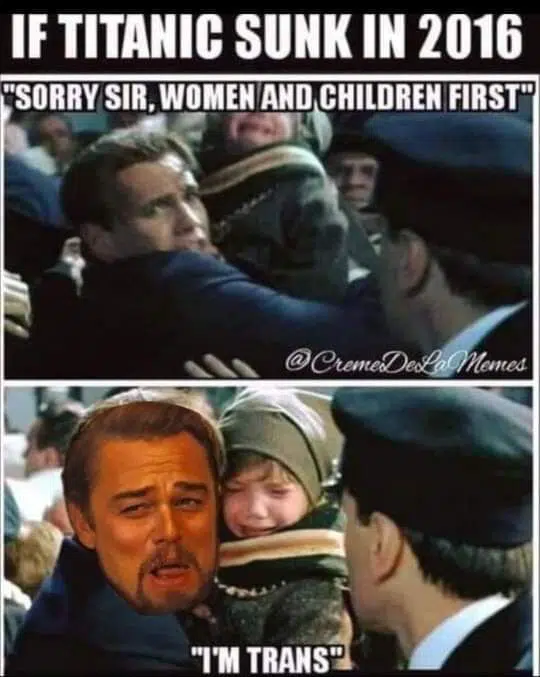 IF TITANIC SUNK IN 2016
"SORRY SIR, WOMEN AND CHILDREN FIRST"
@CremeDeLaMemes
"I'M TRANS"